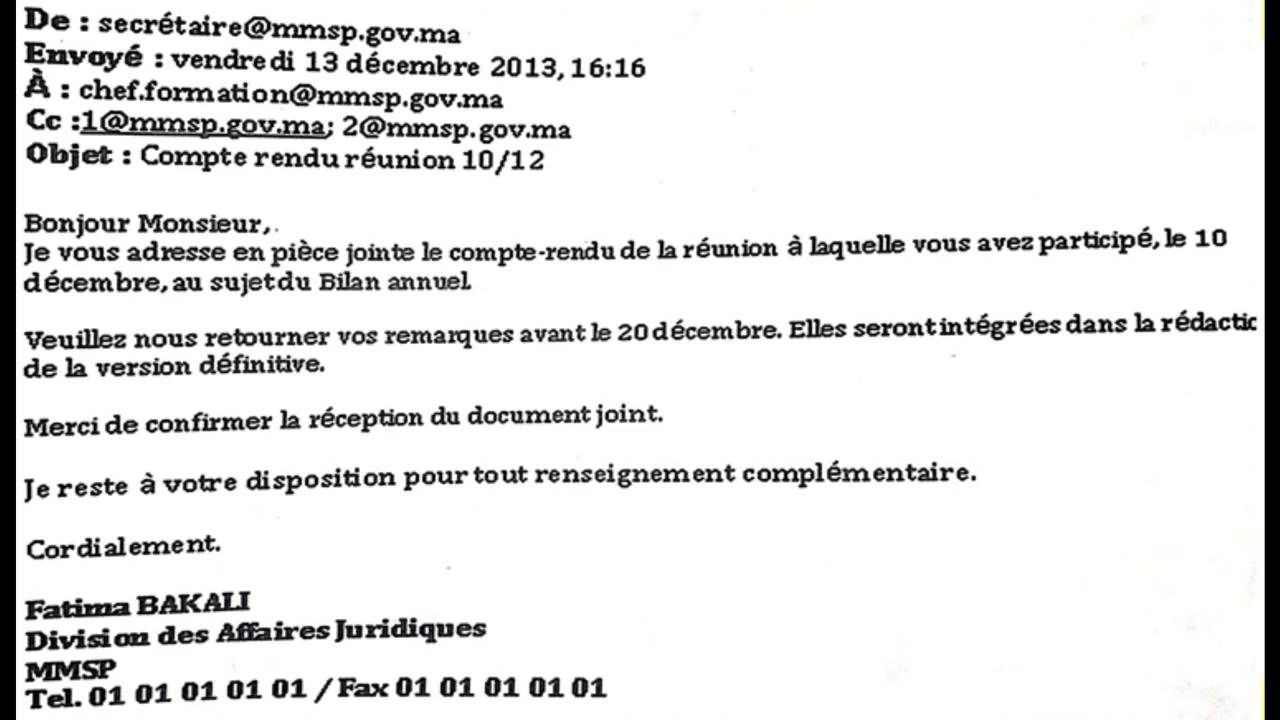 De : secrétaire@mmsp.gov.ma
Envoyé : vendredi 13 décembre 2013, 16:16
À : chef.formation@mmsp.gov.ma
Cc :1@mmsp.gov.ma; 2@mmsp.gov.ma
Objet : Compte rendu réunion 10/12
Bonjour Monsieur,
Je vous adresse en pièce jointe le compte-rendu de la réunion à laquelle vous avez participé, le 10
décembre, au sujet du Bilan annuel.
Veuillez nous retourner vos remarques avant le 20 décembre. Elles seront intégrées dans la rédactio
de la version définitive.
Merci de confirmer la réception du document joint.
Je reste à votre disposition pour tout renseignement complémentaire.
Cordialement.
Fatima BAKALI
Division des Affaires Juridiques
MMSP
Tel. 01 01 01 01 01 / Fax 01 01 01 01 01